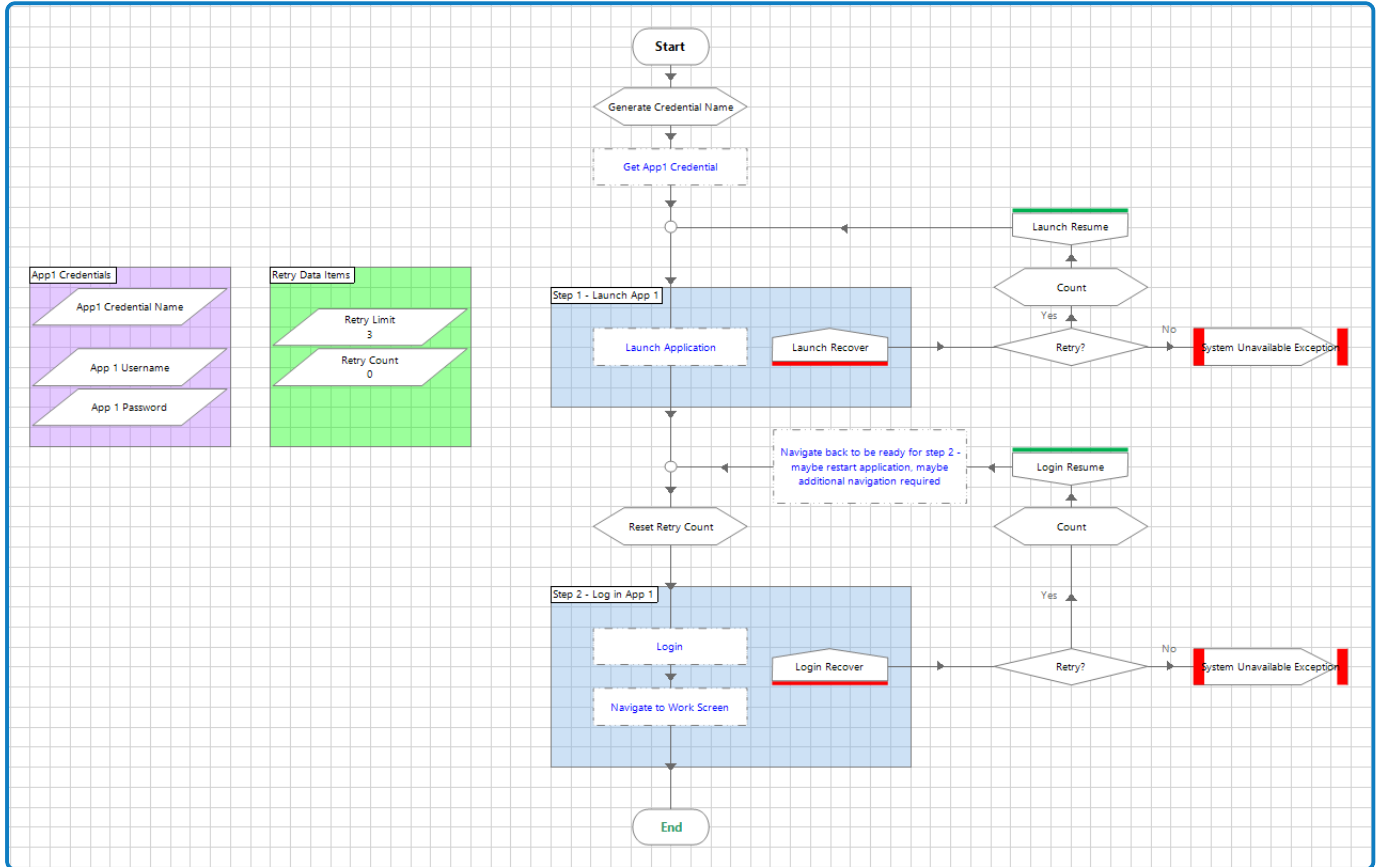 Start
Generate Credential Name
Get App1 Credential
Launch Resume
App1 Credentials
Retry Data Items
Count
Step 1 - Launch App 1
App1 Credential Name
Retry Limit
3
Yes
No
Launch Application
Launch Recover
Retry?
System Unavailable Exception
App 1 Username
Retry Count
0
App 1 Password
Navigate back to be ready for step 2 -
maybe restart application, maybe
additional navigation required
Login Resume
Reset Retry Count
Count
Step 2 - Log in App 1
Yes
Login
No
Login Recover
Retry?
System Unavailable Exception
Navigate to Work Screen
End